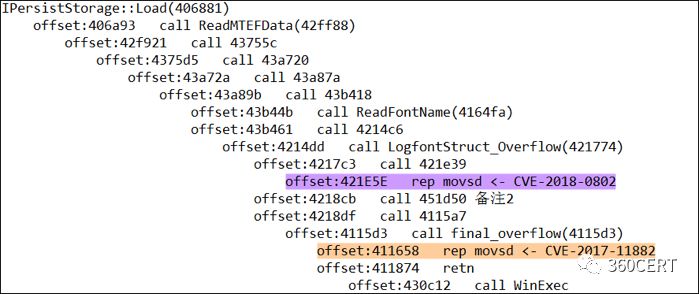 IPersistStorage::Load(406881)
offset:406a93 call ReadMTEFData(42ff88)
offset:42f921 call 43755c
offset:4375d5 call 43a720
offset:43a72a call 43a87a
offset:43a89b call 43b418
offset:43b44b call ReadFontName(4164fa)
offset:43b461 call 4214c6
offset:4214dd call LogfontStruct_Overflow(421774)
offset:4217c3 call 421e39
offset:421E5E rep movsd <- CVE-2018-0802
offset:4218cb call 451d50 备注2
offset:4218df call 4115a7
offset:4115d3 call final_overflow(4115d3)
offset:411658 rep movsd <- CVE-2017-11882
offset:411874 retn
360CERT
offset:430c12 call WinExec